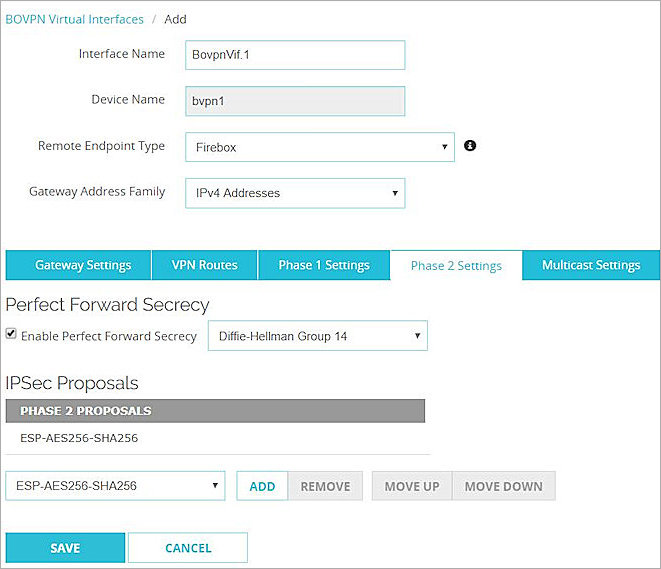 BOVPN Virtual Interfaces / Add
Interface Name BovpnVif.1
Device Name bvpn1
Remote Endpoint Type Firebox
Gateway Address Family IPv4 Addresses
Gateway Settings VPN Routes Phase 1 Settings Phase 2 Settings Multicast Settings
Perfect Forward Secrecy
Enable Perfect Forward Secrecy Diffie-Hellman Group 14
IPSec Proposals
PHASE 2 PROPOSALS
ESP-AES256-SHA256
ESP-AES256-SHA256 ADD REMOVE MOVE UP MOVE DOWN
SAVE CANCEL